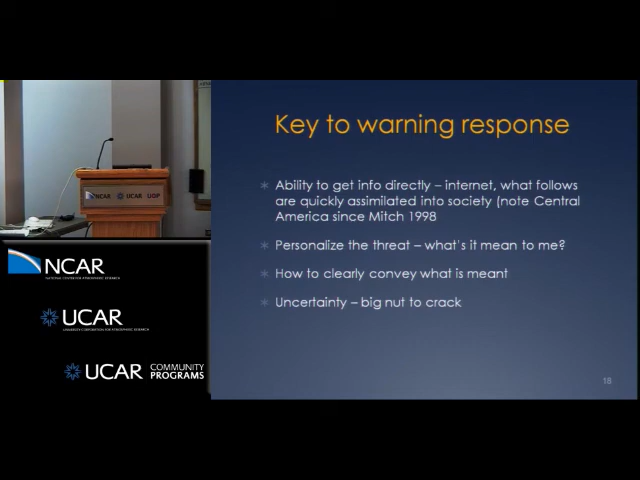 Key to warning response
Ability to get info directly – internet, what follows
are quickly assimilated into society (note Central
America since Mitch 1998
Personalize the threat – what's it mean to me?
How to clearly convey what is meant
Uncertainty – big nut to crack
18
NCAR UCAR UOP
NCAR
NATIONAL CENTER FOR ATMOSPHERIC RESEARCH
UCAR
UNIVERSITY CORPORATION FOR ATMOSPHERIC RESEARCH
UCAR COMMUNITY
PROGRAMS